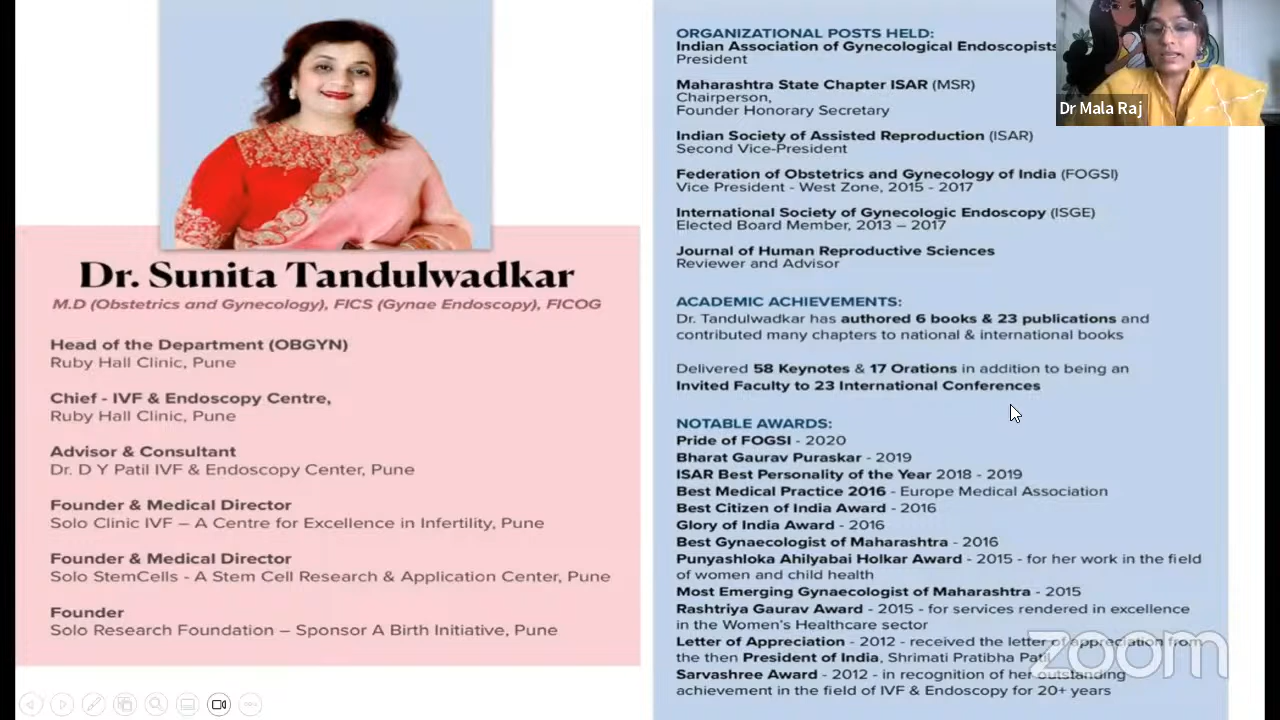 Dr. Sunita Tandulwadkar
M.D (Obstetrics and Gynecology), FICS (Gynae Endoscopy), FICOG
Head of the Department (OBGYN)
Ruby Hall Clinic, Pune
Chief - IVF & Endoscopy Centre,
Ruby Hall Clinic, Pune
Advisor & Consultant
Dr. D Y Patil IVF & Endoscopy Center, Pune
Founder & Medical Director
Solo Clinic IVF – A Centre for Excellence in Infertility, Pune
Founder & Medical Director
Solo StemCells - A Stem Cell Research & Application Center, Pune
Founder
Solo Research Foundation – Sponsor A Birth Initiative, Pune
ORGANIZATIONAL POSTS HELD:
Indian Association of Gynecological Endoscopists
President
Maharashtra State Chapter ISAR (MSR)
Chairperson,
Founder Honorary Secretary
Indian Society of Assisted Reproduction (ISAR)
Second Vice-President
Federation of Obstetrics and Gynecology of India (FOGSI)
Vice President - West Zone, 2015 - 2017
International Society of Gynecologic Endoscopy (ISGE)
Elected Board Member, 2013 – 2017
Journal of Human Reproductive Sciences
Reviewer and Advisor
ACADEMIC ACHIEVEMENTS:
Dr. Tandulwadkar has authored 6 books & 23 publications and
contributed many chapters to national & international books
Delivered 58 Keynotes & 17 Orations in addition to being an
Invited Faculty to 23 International Conferences
NOTABLE AWARDS:
Pride of FOGSI - 2020
Bharat Gaurav Puraskar - 2019
ISAR Best Personality of the Year 2018 - 2019
Best Medical Practice 2016 - Europe Medical Association
Best Citizen of India Award - 2016
Glory of India Award - 2016
Best Gynaecologist of Maharashtra - 2016
Punyashloka Ahilyabai Holkar Award - 2015 - for her work in the field
of women and child health
Most Emerging Gynaecologist of Maharashtra - 2015
Rashtriya Gaurav Award - 2015 - for services rendered in excellence
in the Women's Healthcare sector
Letter of Appreciation - 2012 - received the letter of appreciation from
the then President of India, Shrimati Pratibha Patil
Sarvashree Award - 2012 - in recognition of her outstanding
achievement in the field of IVF & Endoscopy for 20+ years
Dr Mala Raj
zoom